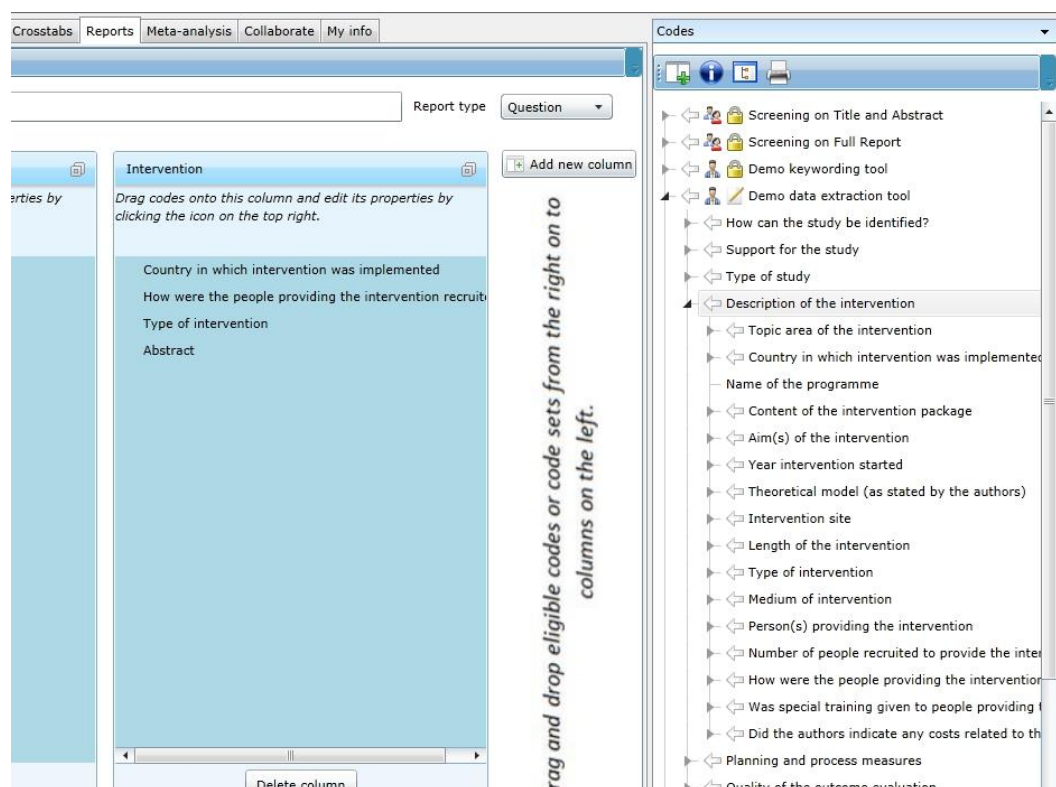 Crosstabs Reports Meta-analysis Collaborate My info
Report type Question
erties by
Intervention
Drag codes onto this column and edit its properties by
clicking the icon on the top right.
Country in which intervention was implemented
How were the people providing the intervention recruit
Type of intervention
Abstract
Delete column
Add new column
rag and drop eligible codes or code sets from the right on to
columns on the left.
Codes
Screening on Title and Abstract
Screening on Full Report
Demo keywording tool
Demo data extraction tool
How can the study be identified?
Support for the study
Type of study
Description of the intervention
Topic area of the intervention
Country in which intervention was implemented
Name of the programme
Content of the intervention package
Aim(s) of the intervention
Year intervention started
Theoretical model (as stated by the authors)
Intervention site
Length of the intervention
Type of intervention
Medium of intervention
Person(s) providing the intervention
Number of people recruited to provide the inter
How were the people providing the intervention
Was special training given to people providing t
Did the authors indicate any costs related to th
Planning and process measures
Quality of the outcome evaluation